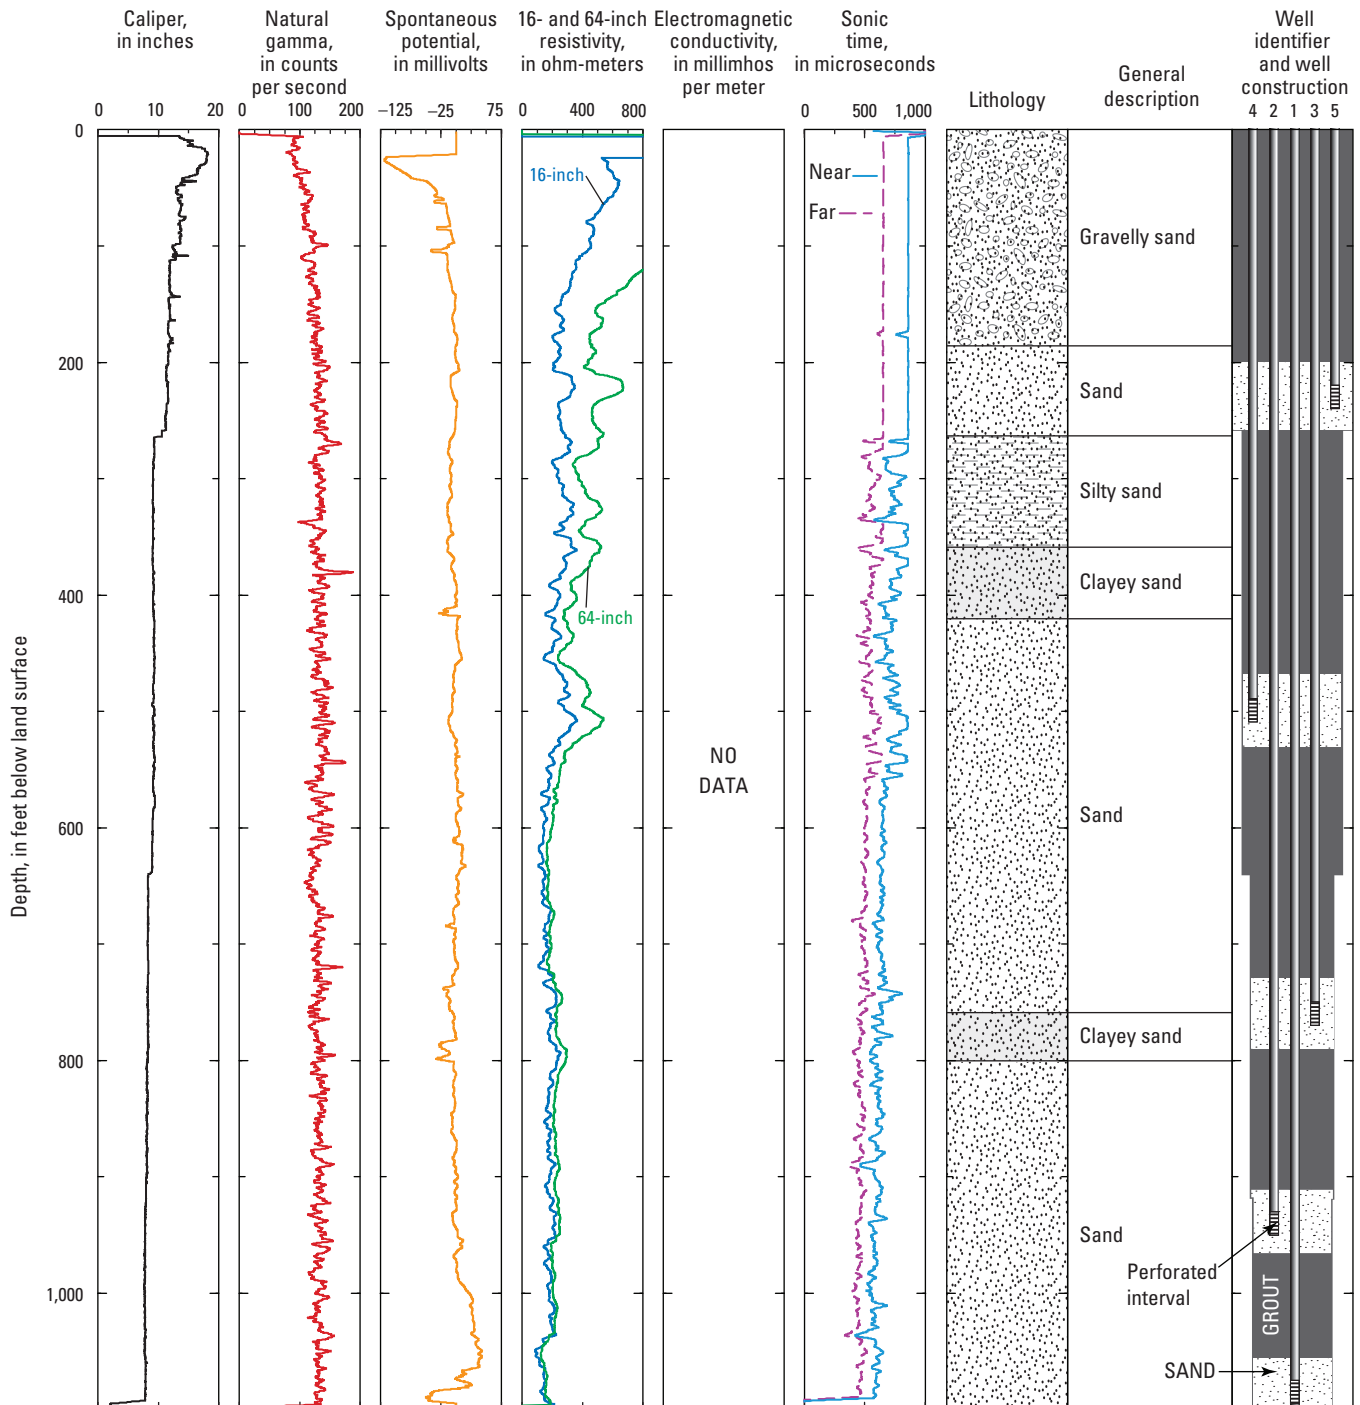 Caliper,
in inches
Natural
gamma,
in counts
per second
Spontaneous
potential,
in millivolts
16- and 64-inch
resistivity,
in ohm-meters
Electromagnetic
conductivity,
in millimhos
per meter
Sonic
time,
in microseconds
Lithology
General
description
Well
identifier
and well
construction
0 10 20
0 100 200
−125 −25 75
0 400 800
0 500 1,000
4 2 1 3 5
0
200
400
600
800
1,000
Depth, in feet below land surface
16-inch
64-inch
NO
DATA
Near
Far
Gravelly sand
Sand
Silty sand
Clayey sand
Sand
Clayey sand
Sand
Perforated
interval
GROUT
SAND